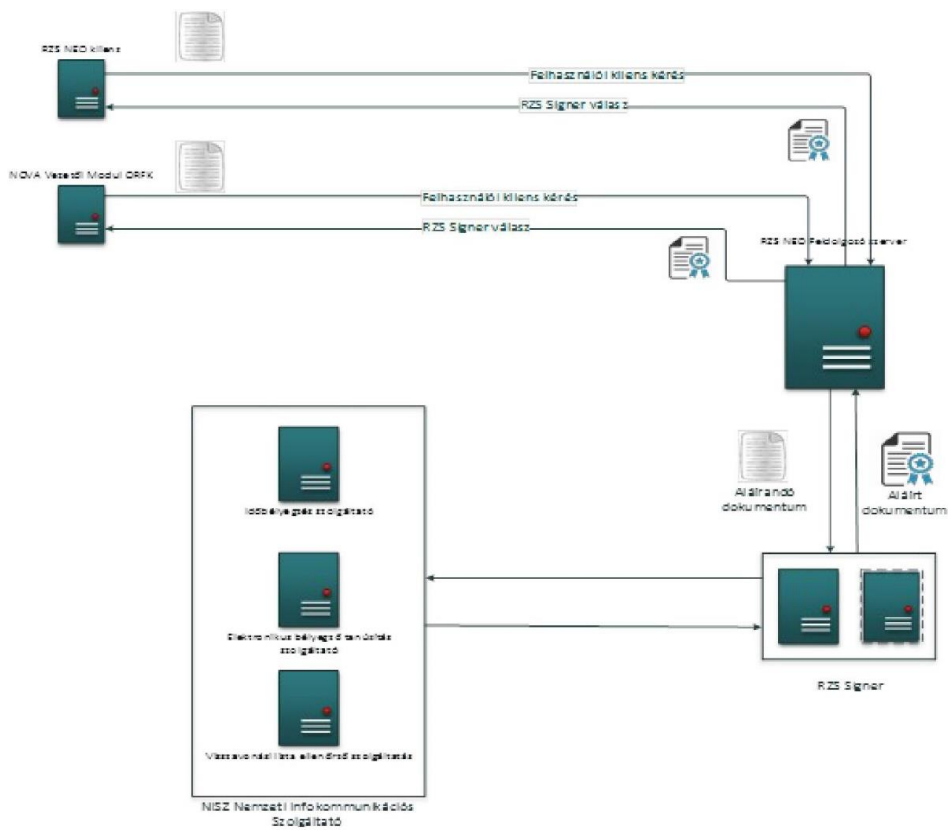 RZS NEO kliens
Felhasználói kliens kérés
RZS Signer válasz
NOVA Vezetői Modul ORFK
Felhasználói kliens kérés
RZS Signer válasz
RZS NEO Feldolgozó szerver
Aláírandó
dokumentum
Aláírt
dokumentum
Időbélyegzés szolgáltató
Elektronikus bélyegző tanúsítás
szolgáltató
Visszavonási lista ellenőrző szolgáltatás
RZS Signer
NISZ Nemzeti Infokommunikációs
Szolgáltató